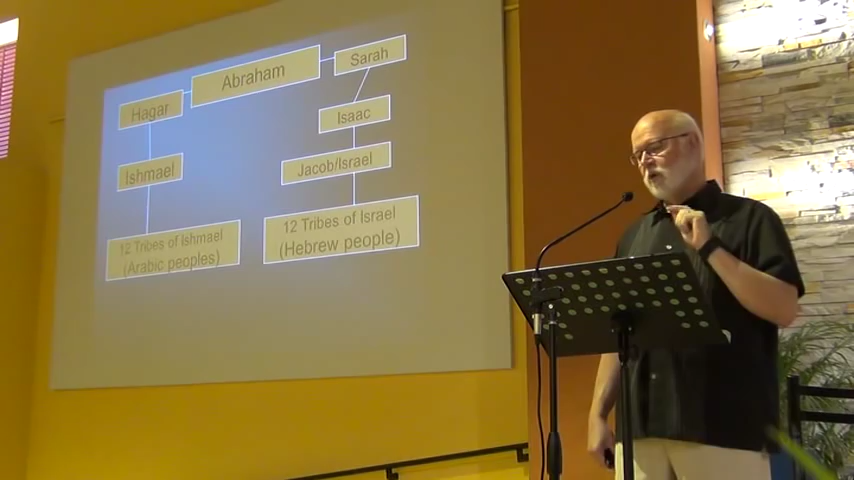 Abraham
Sarah
Hagar
Isaac
Ishmael
Jacob/Israel
12 Tribes of Ishmael
(Arabic peoples)
12 Tribes of Israel
(Hebrew people)